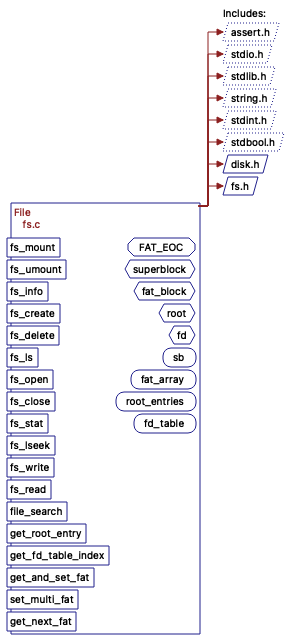 Includes:
assert.h
stdio.h
stdlib.h
string.h
stdint.h
stdbool.h
disk.h
fs.h
File
fs.c
fs_mount
FAT_EOC
fs_umount
superblock
fs_info
fat_block
fs_create
root
fs_delete
fd
fs_ls
sb
fs_open
fat_array
fs_close
root_entries
fs_stat
fd_table
fs_lseek
fs_write
fs_read
file_search
get_root_entry
get_fd_table_index
get_and_set_fat
set_multi_fat
get_next_fat